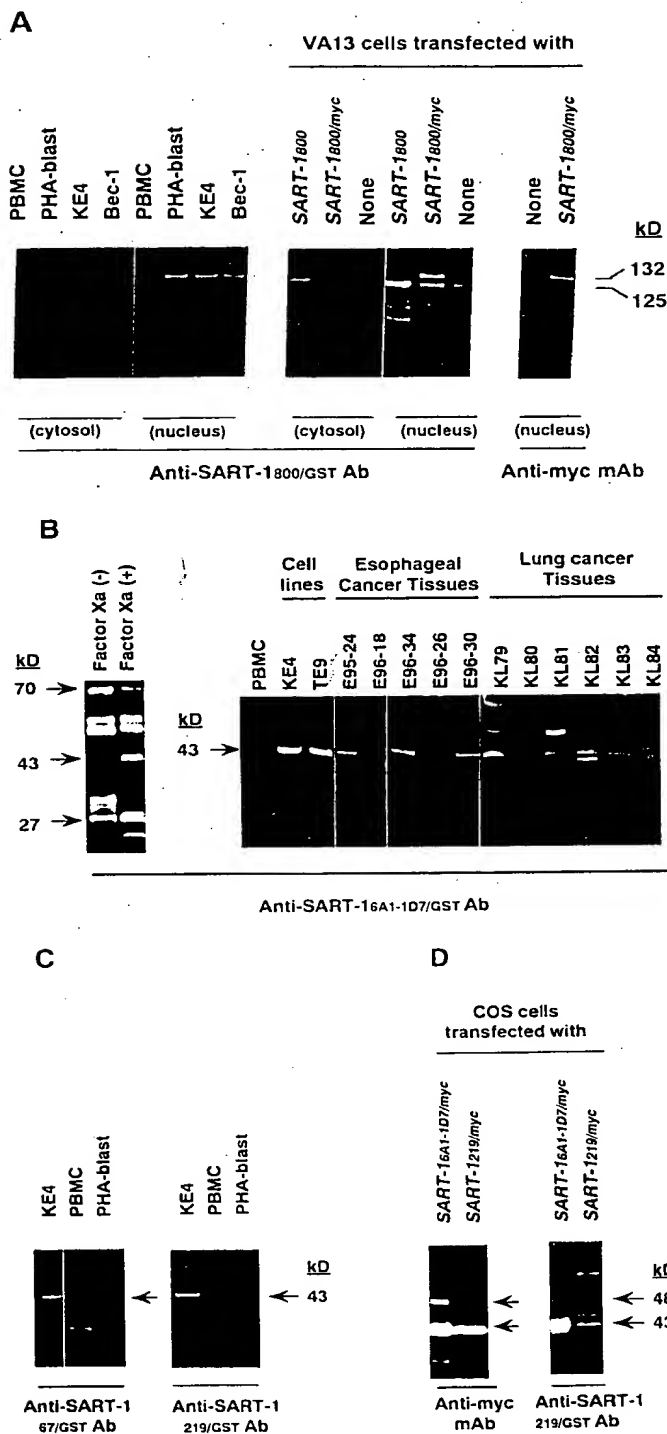 A
VA13 cells transfected with
PBMC
PHA-blast
KE4
Bec-1
PBMC
PHA-blast
KE4
Bec-1
SART-1800
SART-1800/myc
None
SART-1800
SART-1800/myc
None
None
SART-1800/myc
kD
132
125
(cytosol) (nucleus) (cytosol) (nucleus) (nucleus)
Anti-SART-1800/GST Ab Anti-myc mAb
B
Factor Xa (-)
Factor Xa (+)
Cell lines
Esophageal Cancer Tissues
Lung cancer Tissues
PBMC
KE4
TE9
E95-24
E96-18
E96-34
E96-26
E96-30
KL79
KL80
KL81
KL82
KL83
KL84
kD
70
43
27
kD
43
Anti-SART-16A1-1D7/GST Ab
C
KE4
PBMC
PHA-blast
KE4
PBMC
PHA-blast
kD
43
Anti-SART-1
67/GST Ab
Anti-SART-1
219/GST Ab
D
COS cells
transfected with
SART-16A1-1D7/myc
SART-1219/myc
SART-16A1-1D7/myc
SART-1219/myc
kD
48
43
Anti-myc
mAb
Anti-SART-1
219/GST Ab